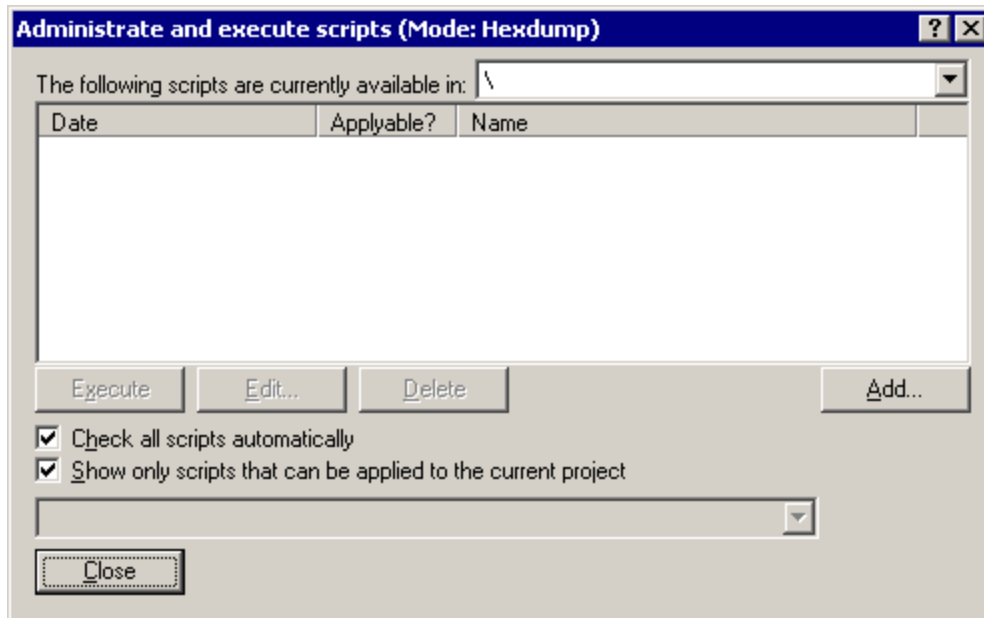 Administrate and execute scripts (Mode: Hexdump)
The following scripts are currently available in: \
Date Applyable? Name
Execute Edit... Delete Add...
Check all scripts automatically
Show only scripts that can be applied to the current project
Close